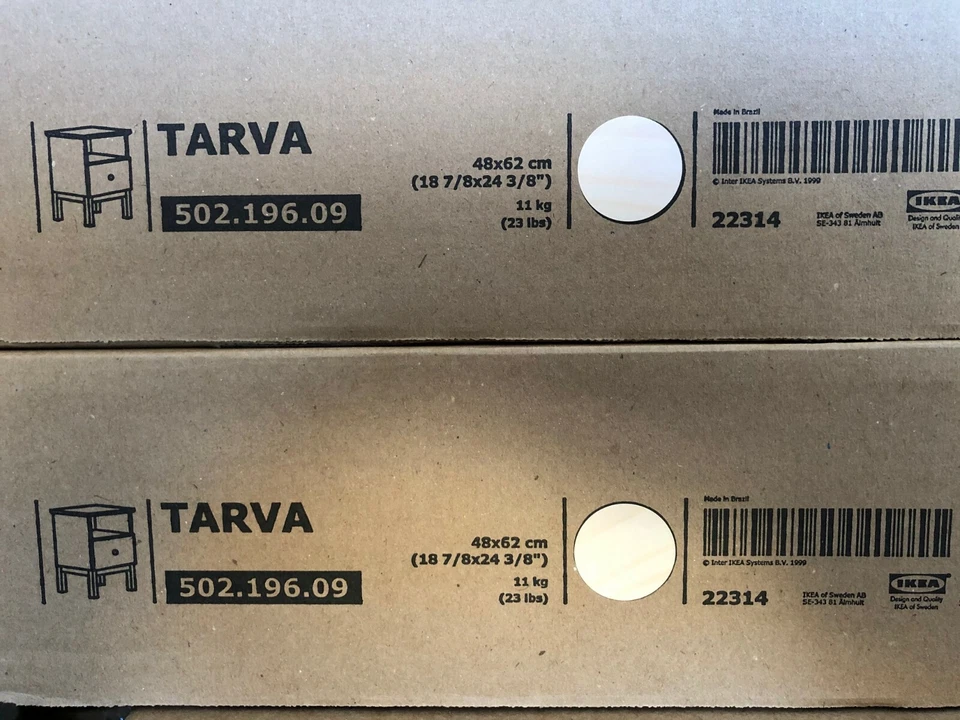 TARVA
502.196.09
48x62 cm
(18 7/8x24 3/8")
11 kg
(23 lbs)
Made in Brazil
© Inter IKEA Systems B.V. 1999
22314
IKEA of Sweden AB
SE-343 81 Älmhult
IKEA
Design and Quality
IKEA of Sweden
TARVA
502.196.09
48x62 cm
(18 7/8x24 3/8")
11 kg
(23 lbs)
Made in Brazil
© Inter IKEA Systems B.V. 1999
22314
IKEA of Sweden AB
SE-343 81 Älmhult
IKEA
Design and Quality
IKEA of Sweden